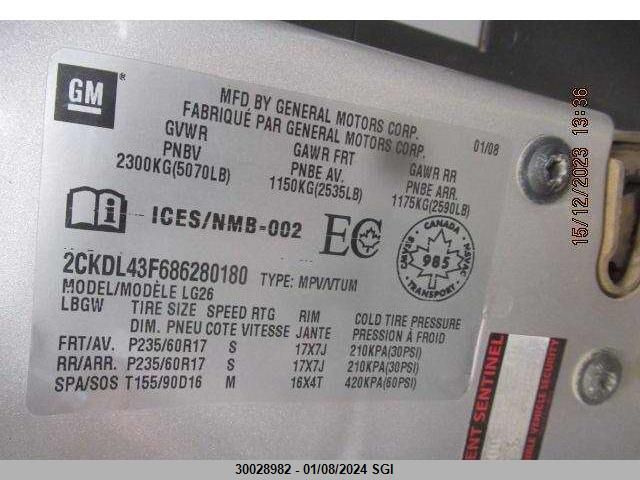 GM
MFD BY GENERAL MOTORS CORP.
FABRIQUÉ PAR GENERAL MOTORS CORP.
01/08
GVWR
PNBV
2300KG(5070LB)
GAWR FRT
PNBE AV.
1150KG(2535LB)
GAWR RR
PNBE ARR.
1175KG(2590LB)
ICES/NMB-002
EC
CANADA
985
TRANSPORT
2CKDL43F686280180 TYPE: MPV/VTUM
MODEL/MODÈLE LG26
LBGW TIRE SIZE SPEED RTG RIM COLD TIRE PRESSURE
DIM. PNEU COTE VITESSE JANTE PRESSION À FROID
FRT/AV. P235/60R17 S 17X7J 210KPA(30PSI)
RR/ARR. P235/60R17 S 17X7J 210KPA(30PSI)
SPA/SOS T155/90D16 M 16X4T 420KPA(60PSI)
15/12/2023 13:36
SENTINEL
VEHICLE SECURITY
30028982 - 01/08/2024 SGI